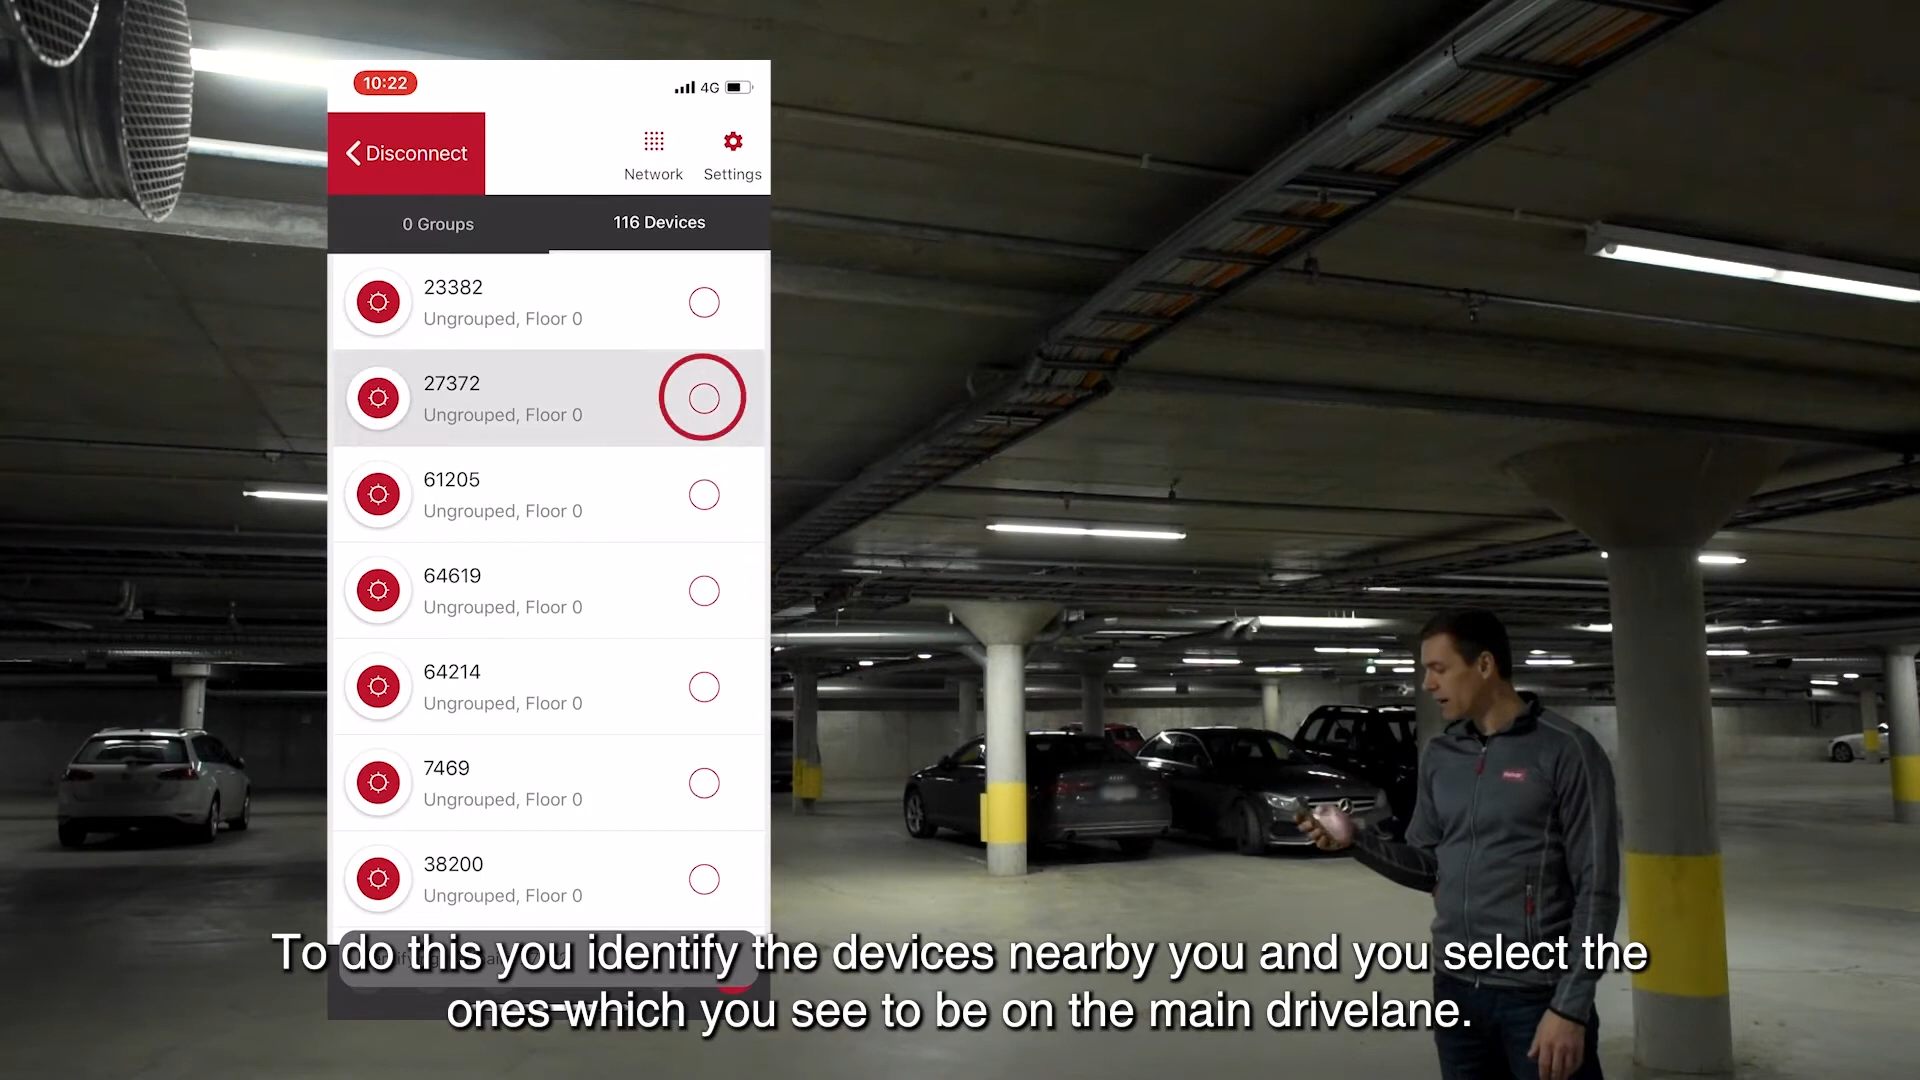 10:22
4G
Disconnect
Network
Settings
0 Groups
116 Devices
23382
Ungrouped, Floor 0
27372
Ungrouped, Floor 0
61205
Ungrouped, Floor 0
64619
Ungrouped, Floor 0
64214
Ungrouped, Floor 0
7469
Ungrouped, Floor 0
38200
Ungrouped, Floor 0
To do this you identify the devices nearby you and you select the
ones which you see to be on the main drivelane.